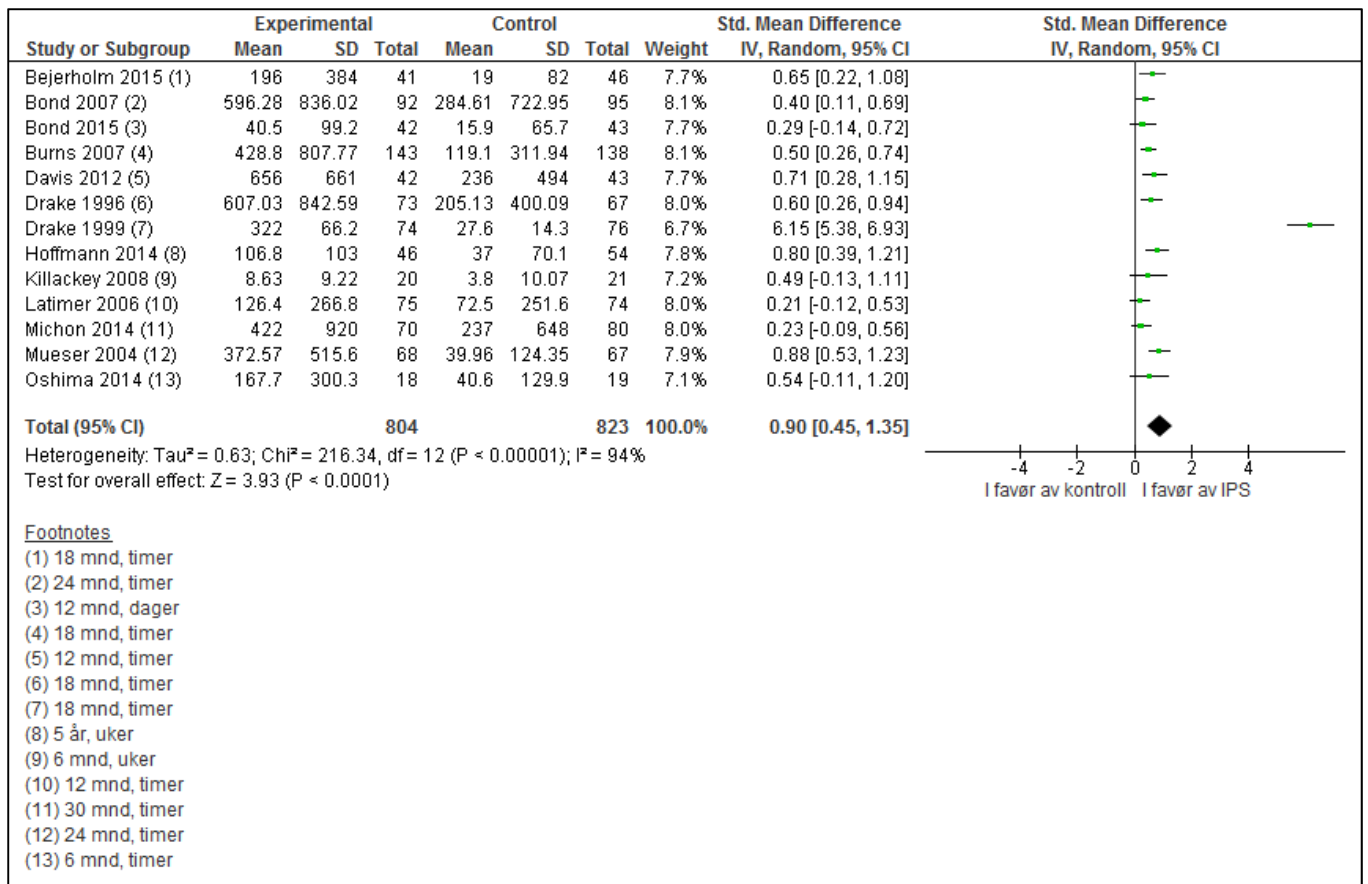 Experimental Control Std. Mean Difference Std. Mean Difference
Study or Subgroup Mean SD Total Mean SD Total Weight IV, Random, 95% CI IV, Random, 95% CI
Bejerholm 2015 (1) 196 384 41 19 82 46 7.7% 0.65 [0.22, 1.08]
Bond 2007 (2) 596.28 836.02 92 284.61 722.95 95 8.1% 0.40 [0.11, 0.69]
Bond 2015 (3) 40.5 99.2 42 15.9 65.7 43 7.7% 0.29 [-0.14, 0.72]
Burns 2007 (4) 428.8 807.77 143 119.1 311.94 138 8.1% 0.50 [0.26, 0.74]
Davis 2012 (5) 656 661 42 236 494 43 7.7% 0.71 [0.28, 1.15]
Drake 1996 (6) 607.03 842.59 73 205.13 400.09 67 8.0% 0.60 [0.26, 0.94]
Drake 1999 (7) 322 66.2 74 27.6 14.3 76 6.7% 6.15 [5.38, 6.93]
Hoffmann 2014 (8) 106.8 103 46 37 70.1 54 7.8% 0.80 [0.39, 1.21]
Killackey 2008 (9) 8.63 9.22 20 3.8 10.07 21 7.2% 0.49 [-0.13, 1.11]
Latimer 2006 (10) 126.4 266.8 75 72.5 251.6 74 8.0% 0.21 [-0.12, 0.53]
Michon 2014 (11) 422 920 70 237 648 80 8.0% 0.23 [-0.09, 0.56]
Mueser 2004 (12) 372.57 515.6 68 39.96 124.35 67 7.9% 0.88 [0.53, 1.23]
Oshima 2014 (13) 167.7 300.3 18 40.6 129.9 19 7.1% 0.54 [-0.11, 1.20]
Total (95% CI) 804 823 100.0% 0.90 [0.45, 1.35]
Heterogeneity: Tau² = 0.63; Chi² = 216.34, df = 12 (P < 0.00001); I² = 94%
Test for overall effect: Z = 3.93 (P < 0.0001)
-4 -2 0 2 4
I favør av kontroll I favør av IPS
Footnotes
(1) 18 mnd, timer
(2) 24 mnd, timer
(3) 12 mnd, dager
(4) 18 mnd, timer
(5) 12 mnd, timer
(6) 18 mnd, timer
(7) 18 mnd, timer
(8) 5 år, uker
(9) 6 mnd, uker
(10) 12 mnd, timer
(11) 30 mnd, timer
(12) 24 mnd, timer
(13) 6 mnd, timer